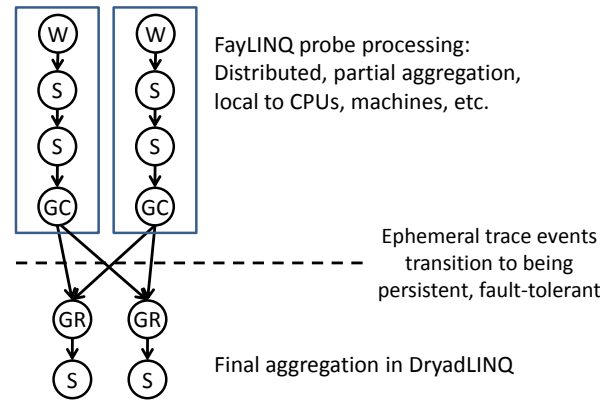 W W
FayLINQ probe processing:
Distributed, partial aggregation,
local to CPUs, machines, etc.
S S
S S
GC GC
Ephemeral trace events
transition to being
persistent, fault-tolerant
GR GR
Final aggregation in DryadLINQ
S S